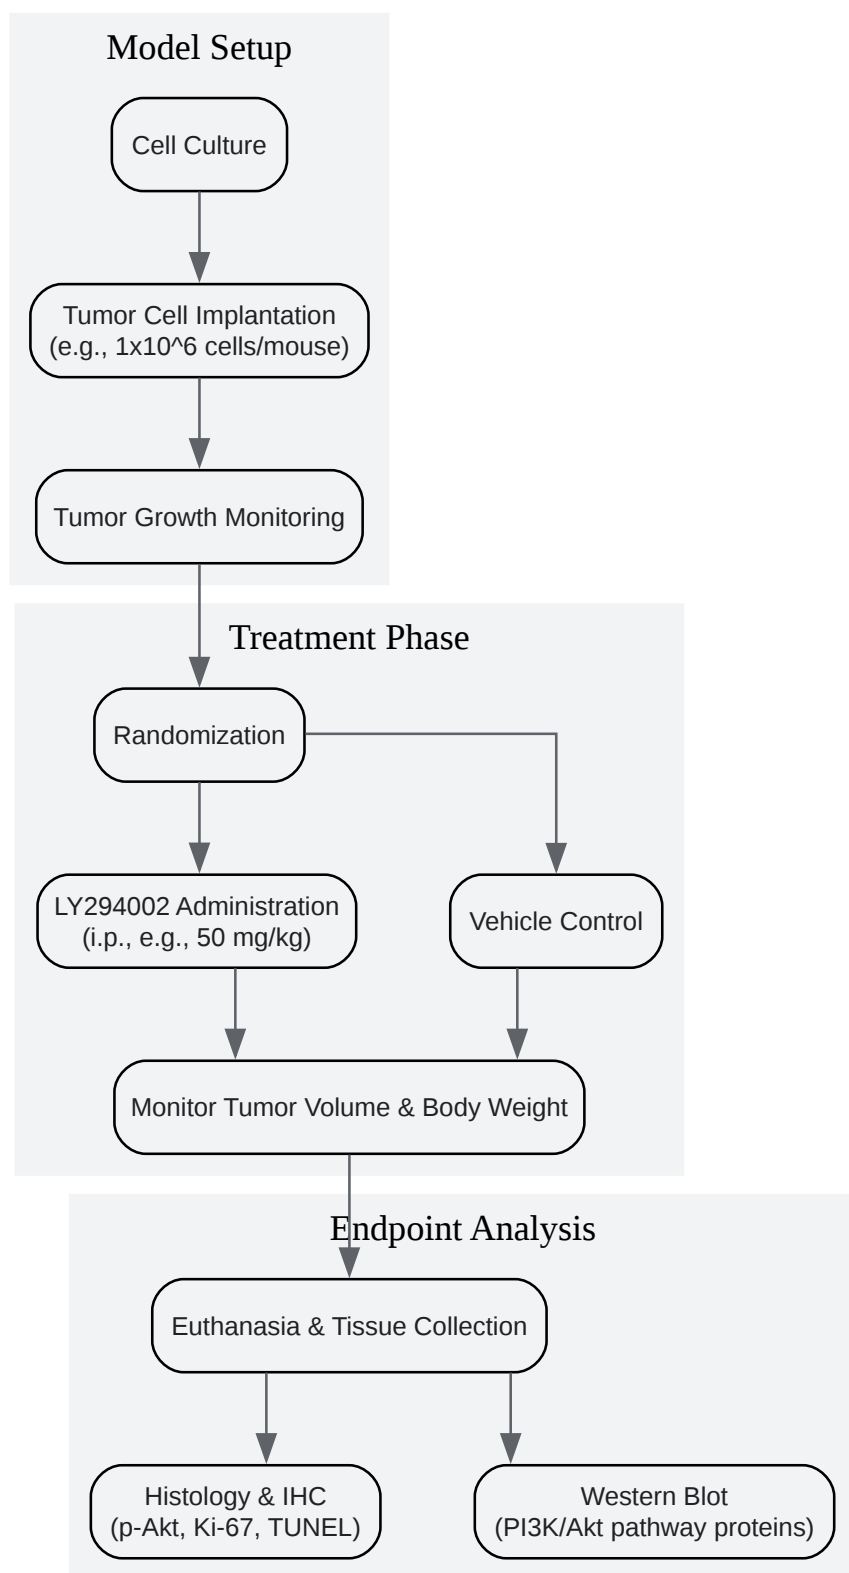 Model Setup
Cell Culture
Tumor Cell Implantation
(e.g., 1x10^6 cells/mouse)
Tumor Growth Monitoring
Treatment Phase
Randomization
LY294002 Administration
(i.p., e.g., 50 mg/kg)
Vehicle Control
Monitor Tumor Volume & Body Weight
Endpoint Analysis
Euthanasia & Tissue Collection
Histology & IHC
(p-Akt, Ki-67, TUNEL)
Western Blot
(PI3K/Akt pathway proteins)